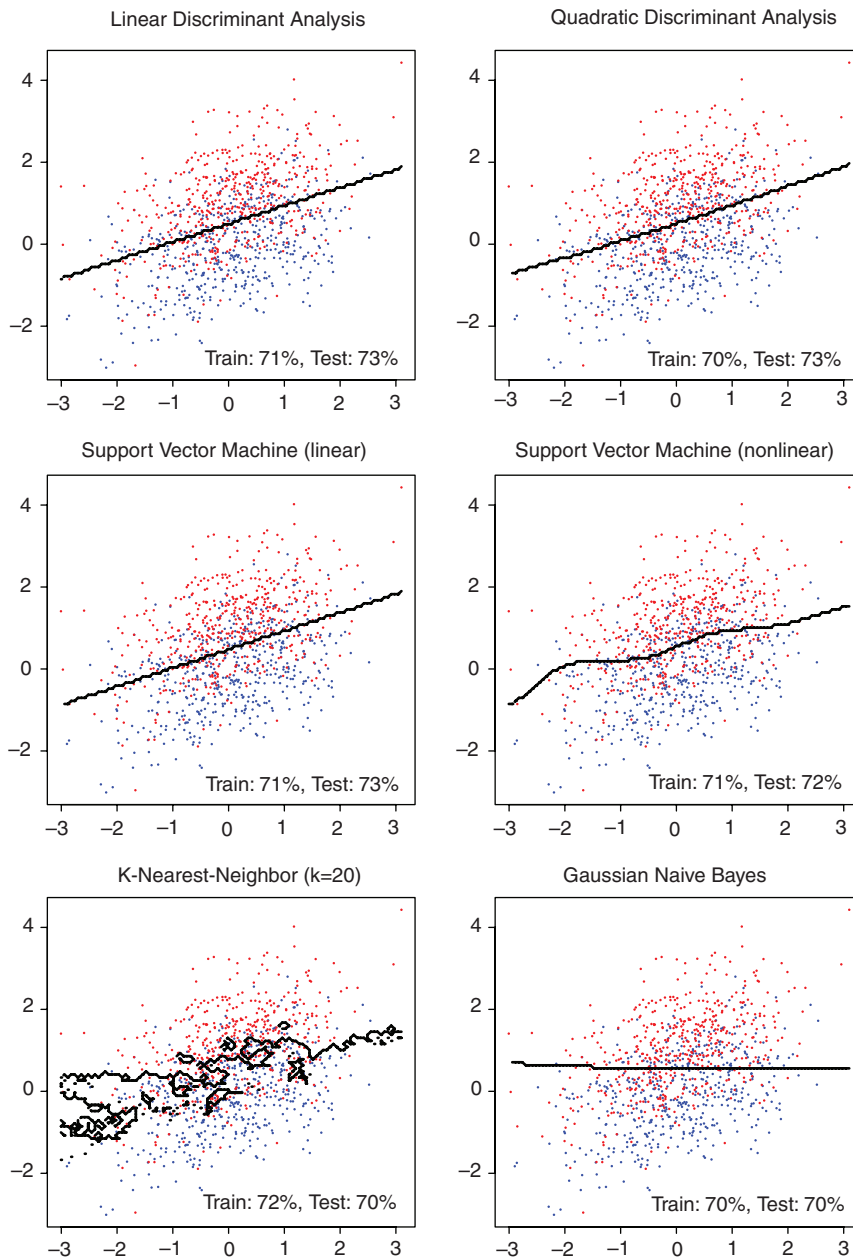 Linear Discriminant Analysis
4
2
0
−2
Train: 71%, Test: 73%
−3 −2 −1 0 1 2 3
Quadratic Discriminant Analysis
4
2
0
−2
Train: 70%, Test: 73%
−3 −2 −1 0 1 2 3
Support Vector Machine (linear)
4
2
0
−2
Train: 71%, Test: 73%
−3 −2 −1 0 1 2 3
Support Vector Machine (nonlinear)
4
2
0
−2
Train: 71%, Test: 72%
−3 −2 −1 0 1 2 3
K-Nearest-Neighbor (k=20)
4
2
0
−2
Train: 72%, Test: 70%
−3 −2 −1 0 1 2 3
Gaussian Naive Bayes
4
2
0
−2
Train: 70%, Test: 70%
−3 −2 −1 0 1 2 3